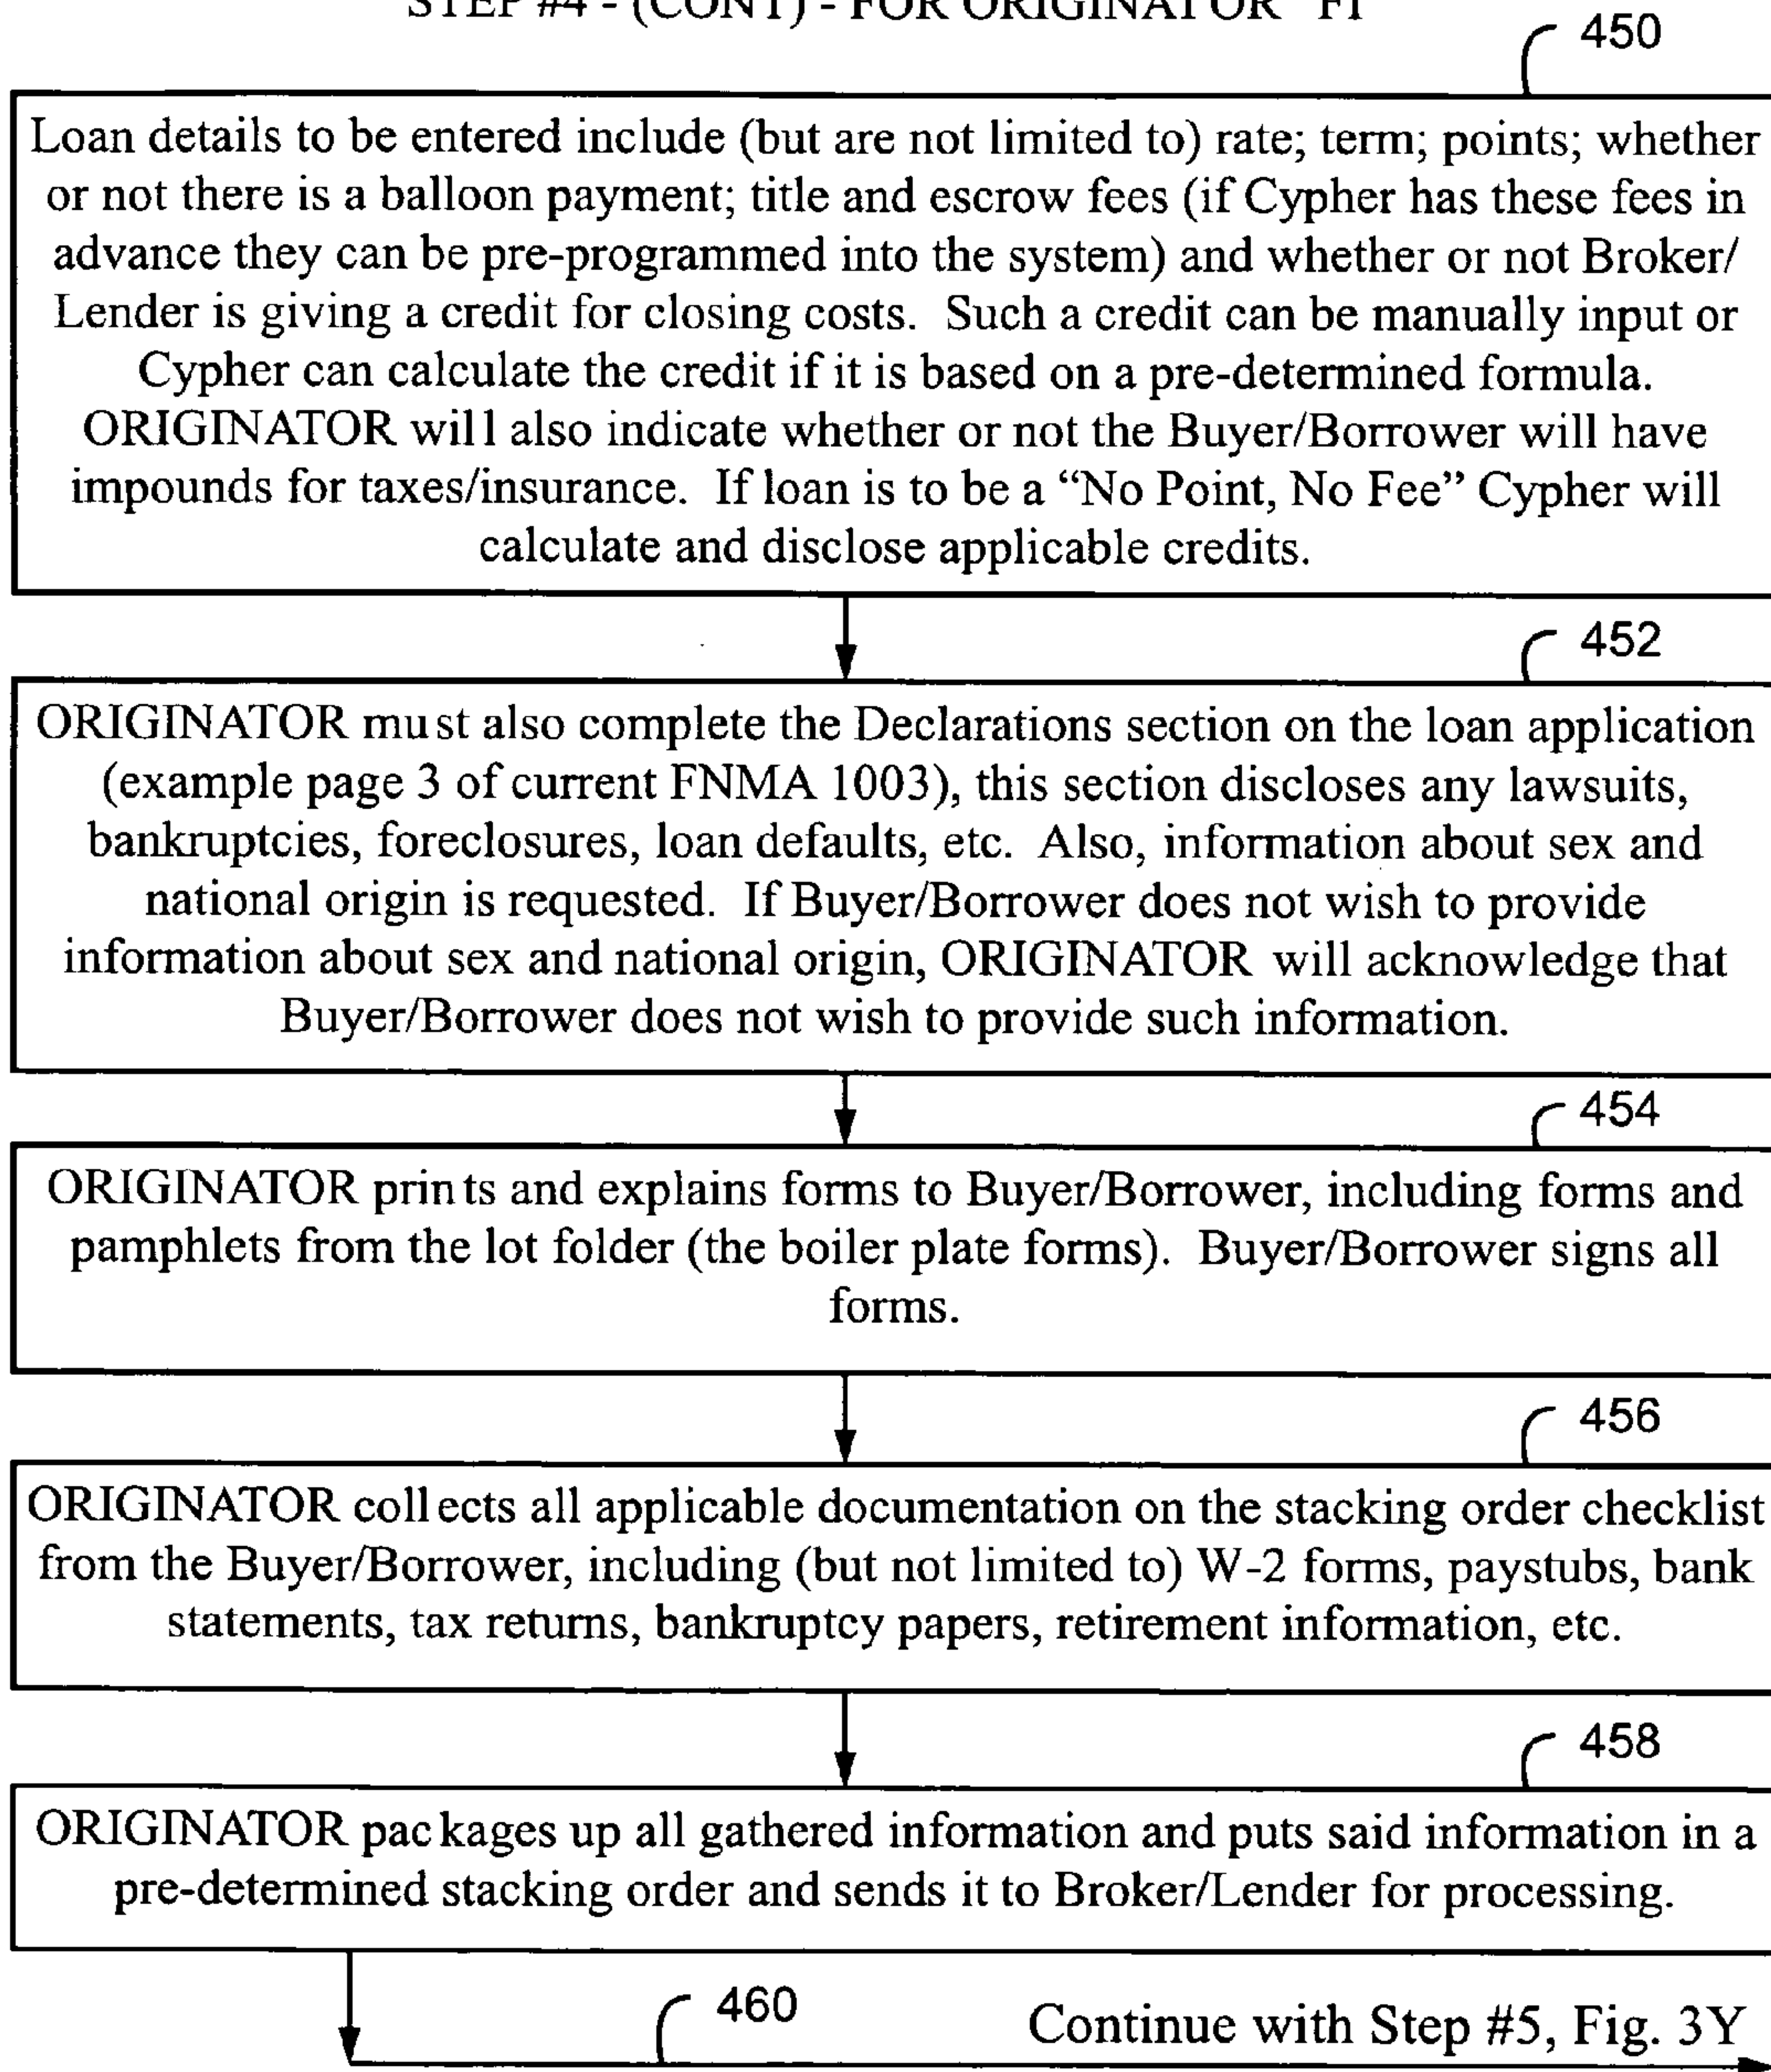 STEP #4 - (CONT) - FOR ORIGINATOR "FI"
450
Loan details to be entered include (but are not limited to) rate; term; points; whether
or not there is a balloon payment; title and escrow fees (if Cypher has these fees in
advance they can be pre-programmed into the system) and whether or not Broker/
Lender is giving a credit for closing costs. Such a credit can be manually input or
Cypher can calculate the credit if it is based on a pre-determined formula.
ORIGINATOR will also indicate whether or not the Buyer/Borrower will have
impounds for taxes/insurance. If loan is to be a “No Point, No Fee” Cypher will
calculate and disclose applicable credits.
452
ORIGINATOR must also complete the Declarations section on the loan application
(example page 3 of current FNMA 1003), this section discloses any lawsuits,
bankruptcies, foreclosures, loan defaults, etc. Also, information about sex and
national origin is requested. If Buyer/Borrower does not wish to provide
information about sex and national origin, ORIGINATOR will acknowledge that
Buyer/Borrower does not wish to provide such information.
454
ORIGINATOR prints and explains forms to Buyer/Borrower, including forms and
pamphlets from the lot folder (the boiler plate forms). Buyer/Borrower signs all
forms.
456
ORIGINATOR collects all applicable documentation on the stacking order checklist
from the Buyer/Borrower, including (but not limited to) W-2 forms, paystubs, bank
statements, tax returns, bankruptcy papers, retirement information, etc.
458
ORIGINATOR packages up all gathered information and puts said information in a
pre-determined stacking order and sends it to Broker/Lender for processing.
460
Continue with Step #5, Fig. 3Y